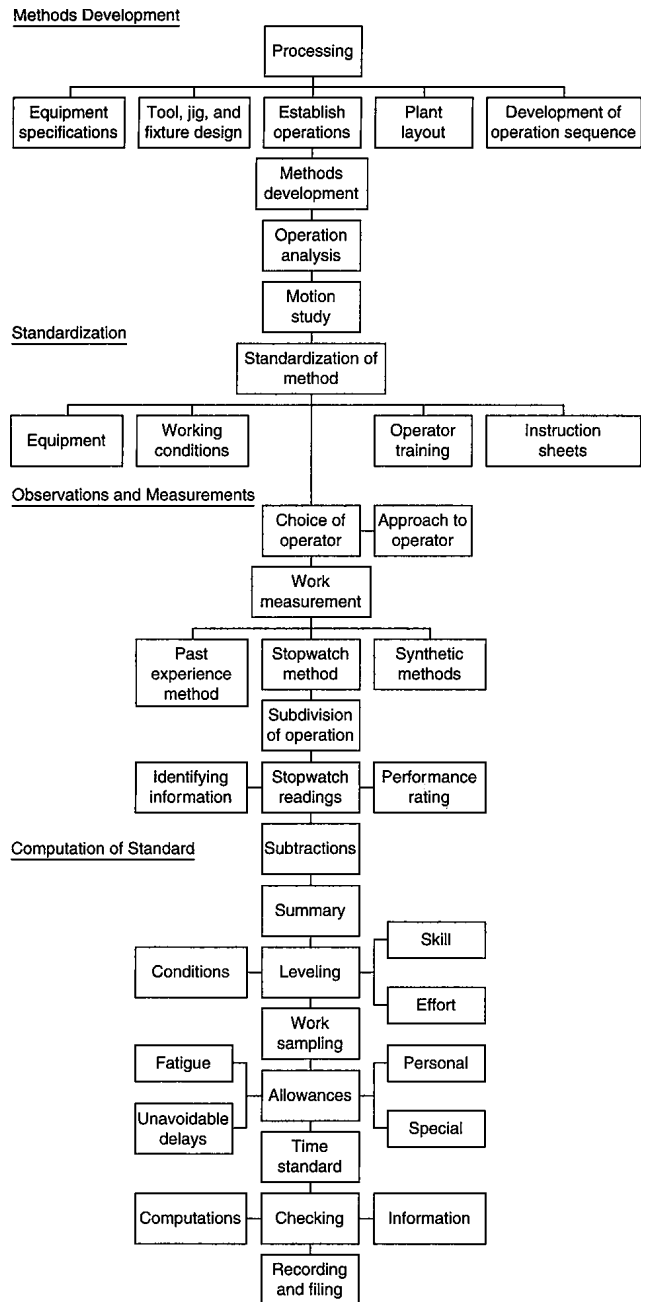 Methods Development
Processing
Equipment
specifications
Tool, jig, and
fixture design
Establish
operations
Plant
layout
Development of
operation sequence
Methods
development
Operation
analysis
Motion
study
Standardization
Standardization of
method
Equipment
Working
conditions
Operator
training
Instruction
sheets
Observations and Measurements
Choice of
operator
Approach to
operator
Work
measurement
Past
experience
method
Stopwatch
method
Synthetic
methods
Subdivision
of operation
Identifying
information
Stopwatch
readings
Performance
rating
Computation of Standard
Subtractions
Summary
Skill
Conditions
Leveling
Effort
Work
sampling
Fatigue
Personal
Allowances
Unavoidable
delays
Special
Time
standard
Computations
Checking
Information
Recording
and filing